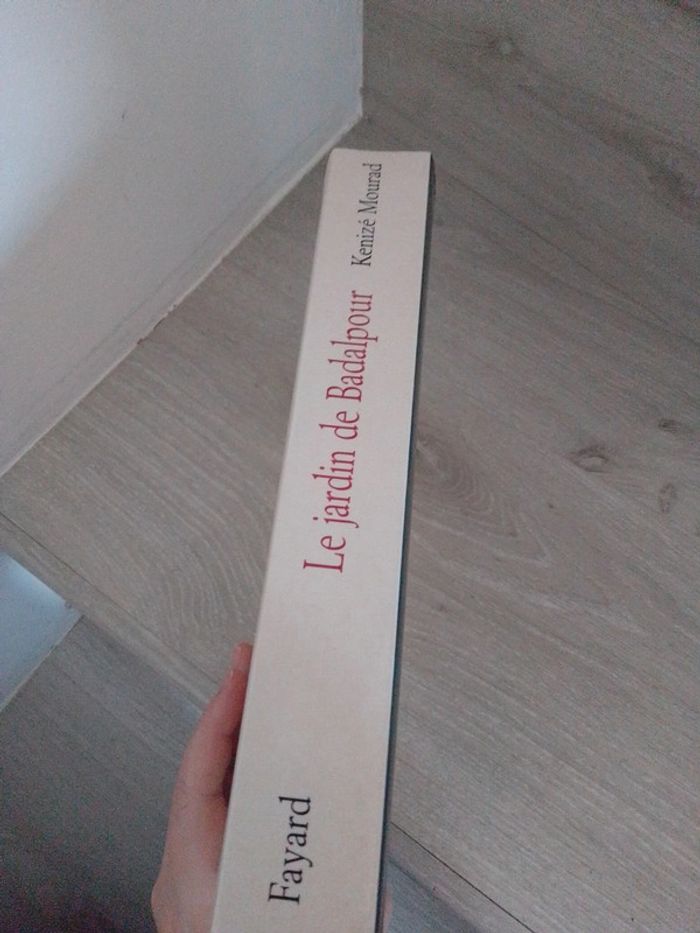 Kenizé Mourad
Le jardin de Badalpour
Fayard